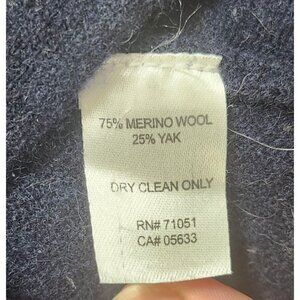 75% MERINO WOOL
25% YAK
DRY CLEAN ONLY
RN# 71051
CA# 05633